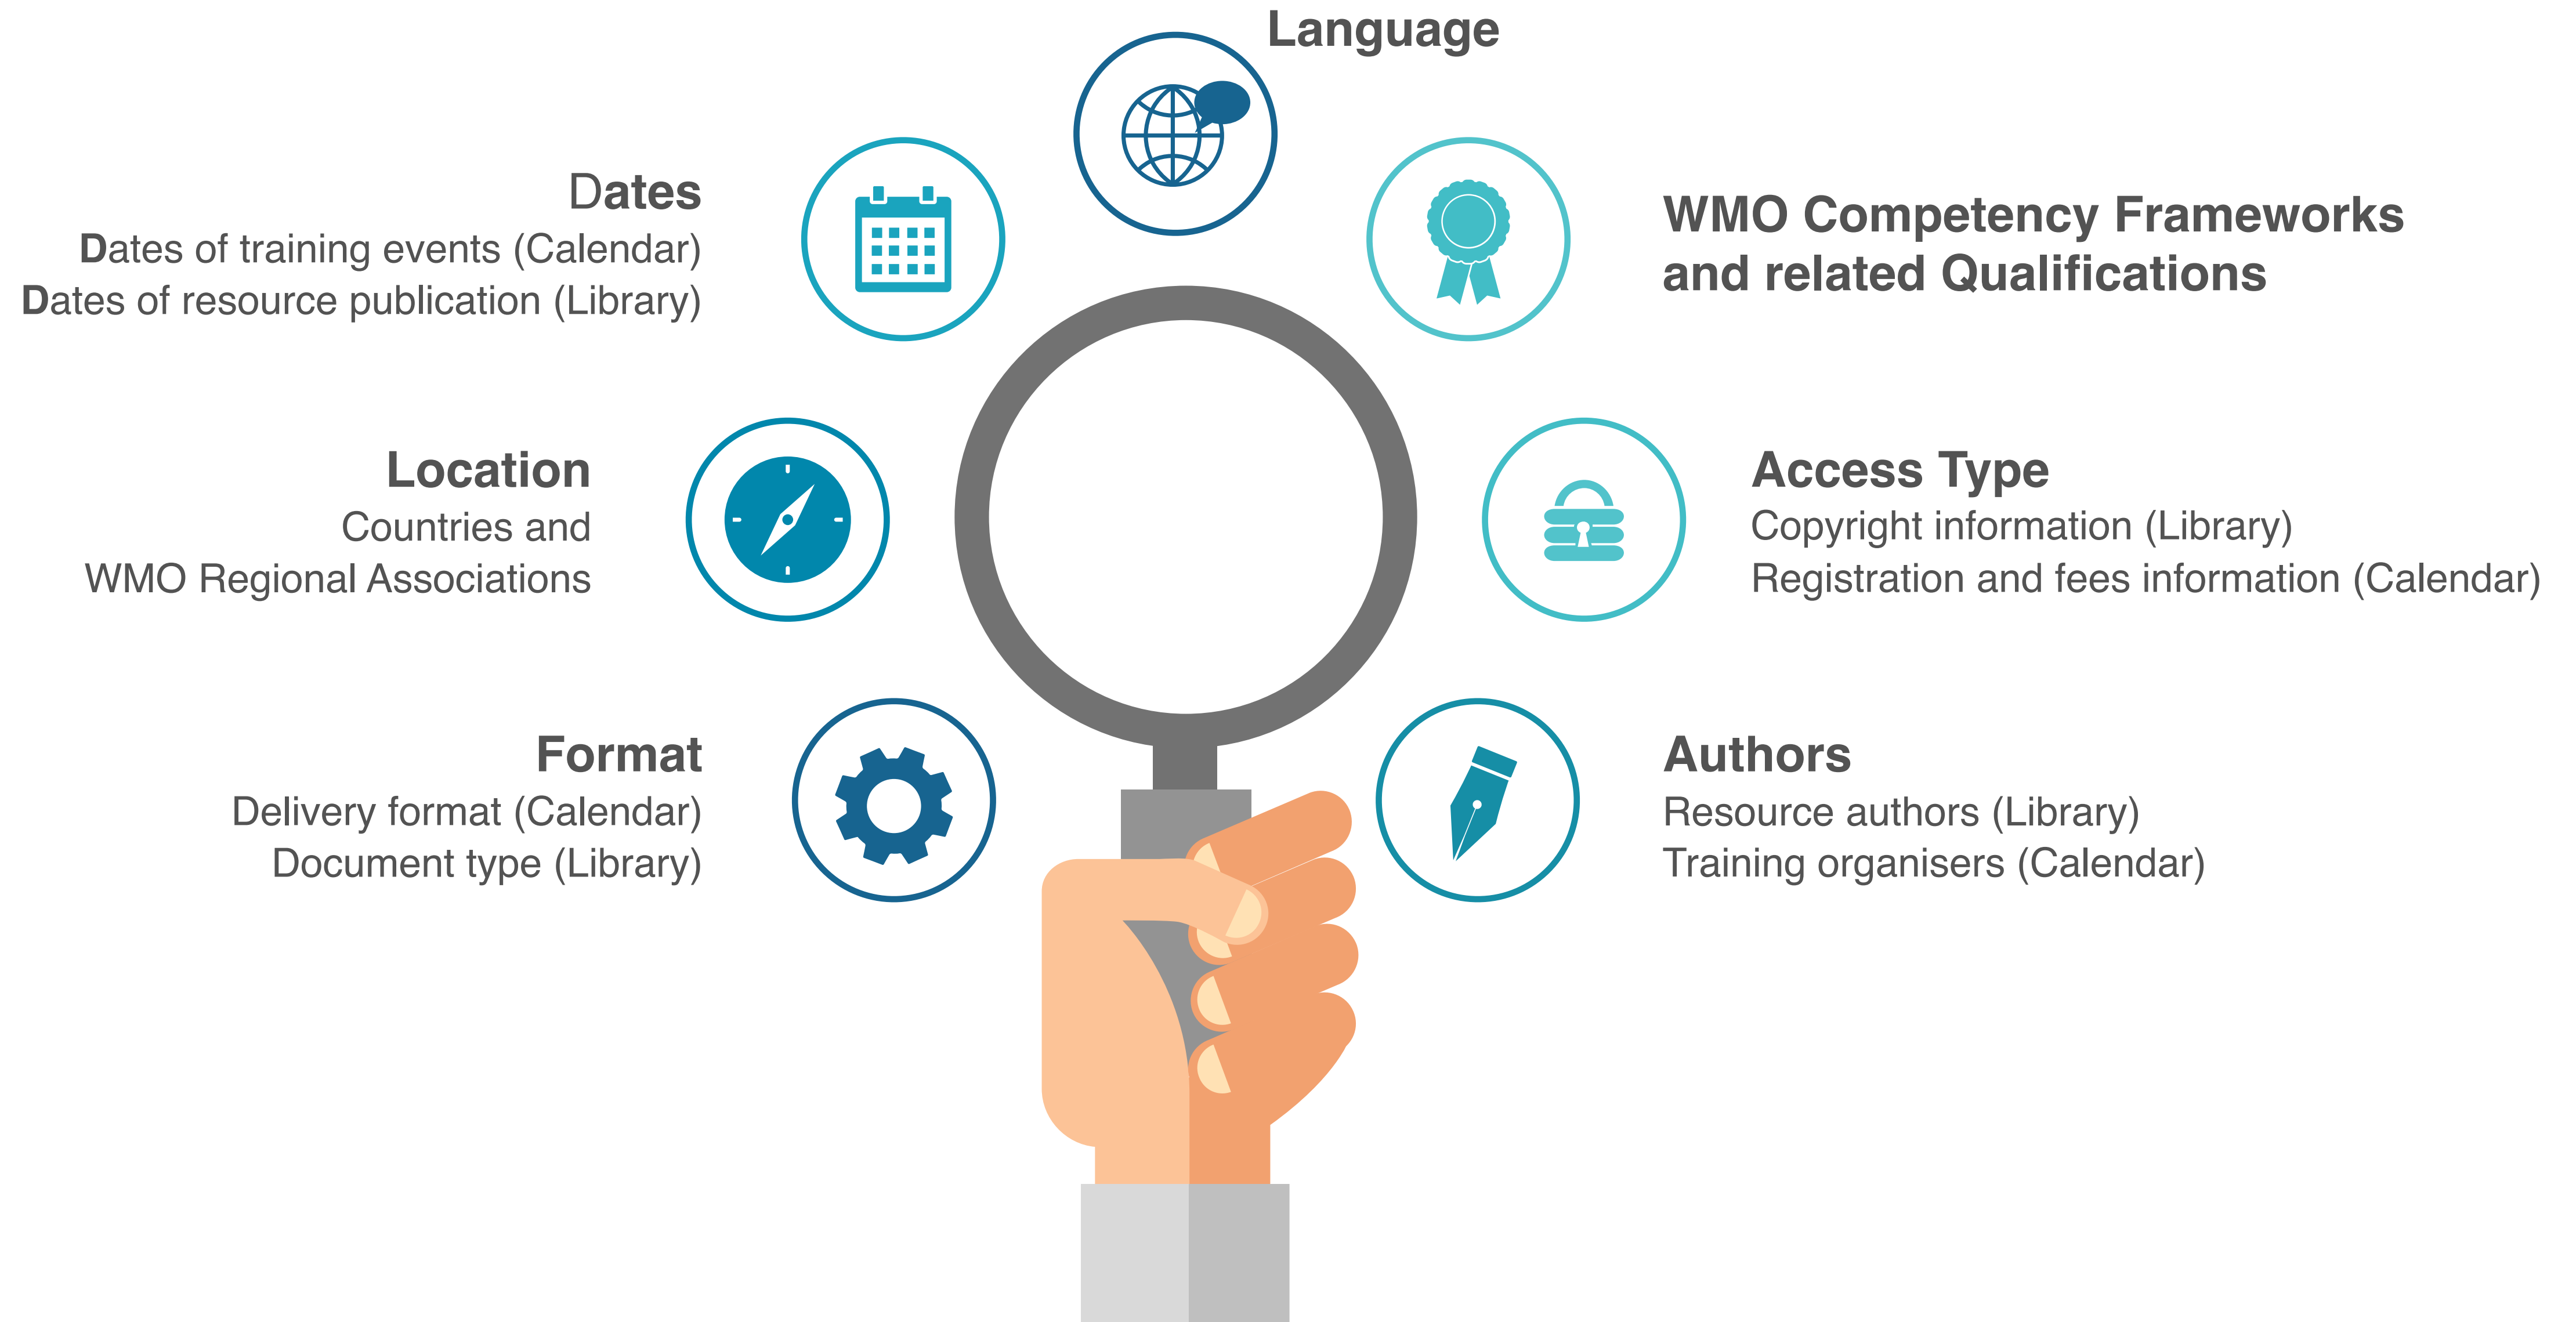 Language
Dates
Dates of training events (Calendar)
Dates of resource publication (Library)
WMO Competency Frameworks
and related Qualifications
Location
Countries and
WMO Regional Associations
Access Type
Copyright information (Library)
Registration and fees information (Calendar)
Format
Delivery format (Calendar)
Document type (Library)
Authors
Resource authors (Library)
Training organisers (Calendar)